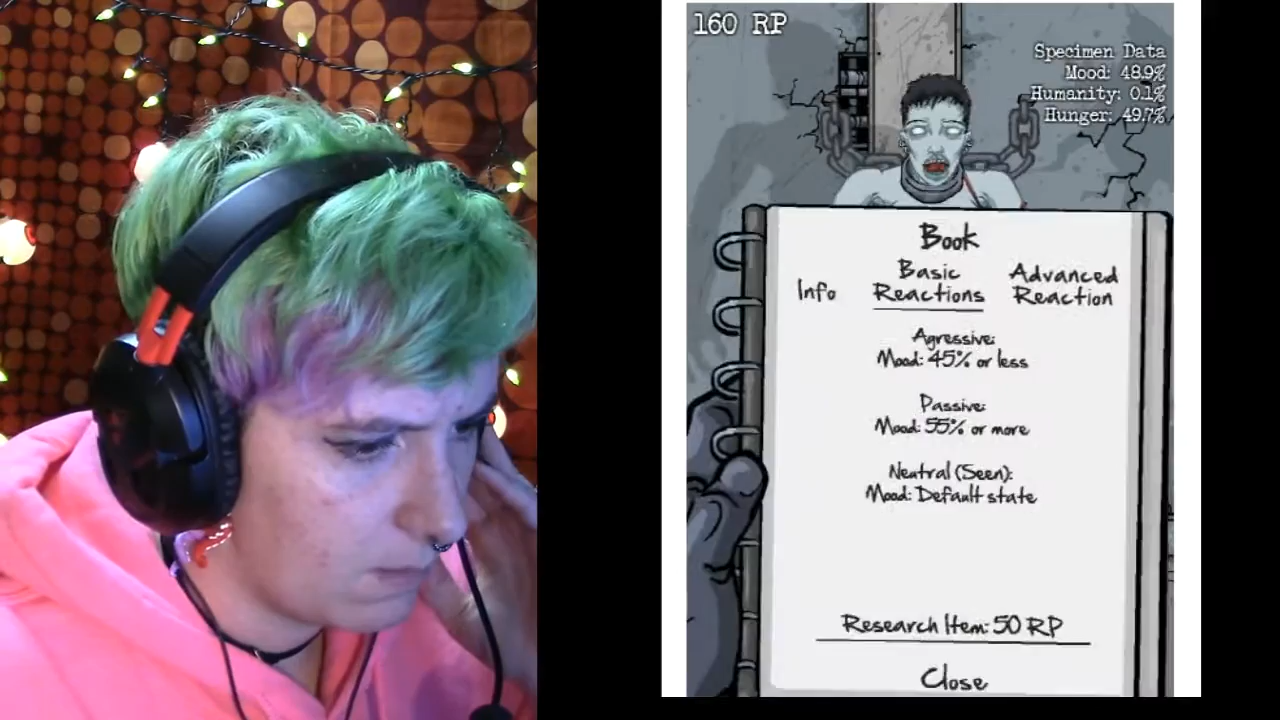 160 RP
Specimen Data
Mood: 48.9%
Humanity: 0.1%
Hunger: 49.7%
Book
Info
Basic
Reactions
Advanced
Reaction
Agressive:
Mood: 45% or less
Passive:
Mood: 55% or more
Neutral (Seen):
Mood: Default state
Research Item: 50 RP
Close